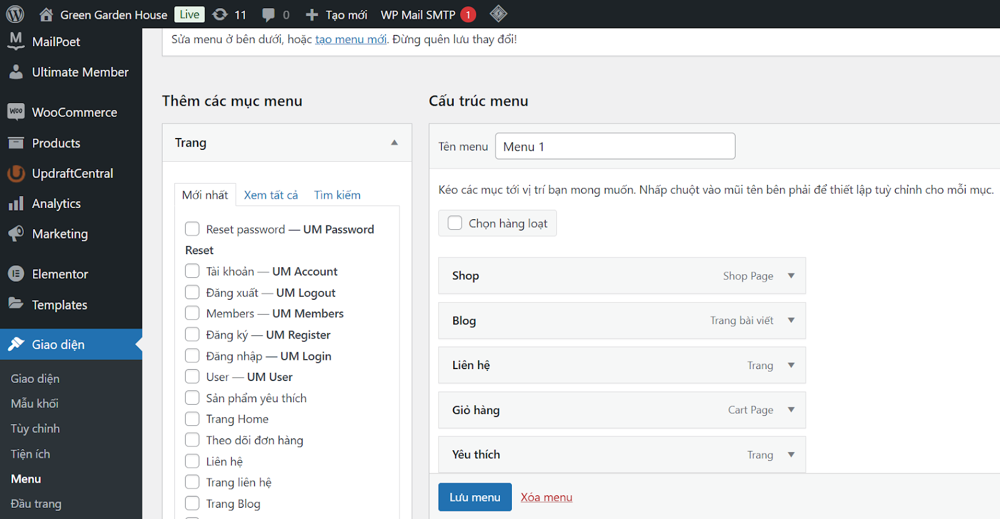 Green Garden House Live 11 0 Tạo mới WP Mail SMTP 1
MailPoet
Ultimate Member
WooCommerce
Products
UpdraftCentral
Analytics
Marketing
Elementor
Templates
Giao diện
Giao diện
Mẫu khối
Tùy chỉnh
Tiện ích
Menu
Đầu trang
Sửa menu ở bên dưới, hoặc tạo menu mới. Đừng quên lưu thay đổi!
Thêm các mục menu
Trang
Mới nhất Xem tất cả Tìm kiếm
Reset password — UM Password
Reset
Tài khoản — UM Account
Đăng xuất — UM Logout
Members — UM Members
Đăng ký — UM Register
Đăng nhập — UM Login
User — UM User
Sản phẩm yêu thích
Trang Home
Theo dõi đơn hàng
Liên hệ
Trang liên hệ
Trang Blog
Cấu trúc menu
Tên menu Menu 1
Kéo các mục tới vị trí bạn mong muốn. Nhấp chuột vào mũi tên bên phải để thiết lập tuỳ chỉnh cho mỗi mục.
Chọn hàng loạt
Shop Shop Page
Blog Trang bài viết
Liên hệ Trang
Giỏ hàng Cart Page
Yêu thích Trang
Lưu menu Xóa menu